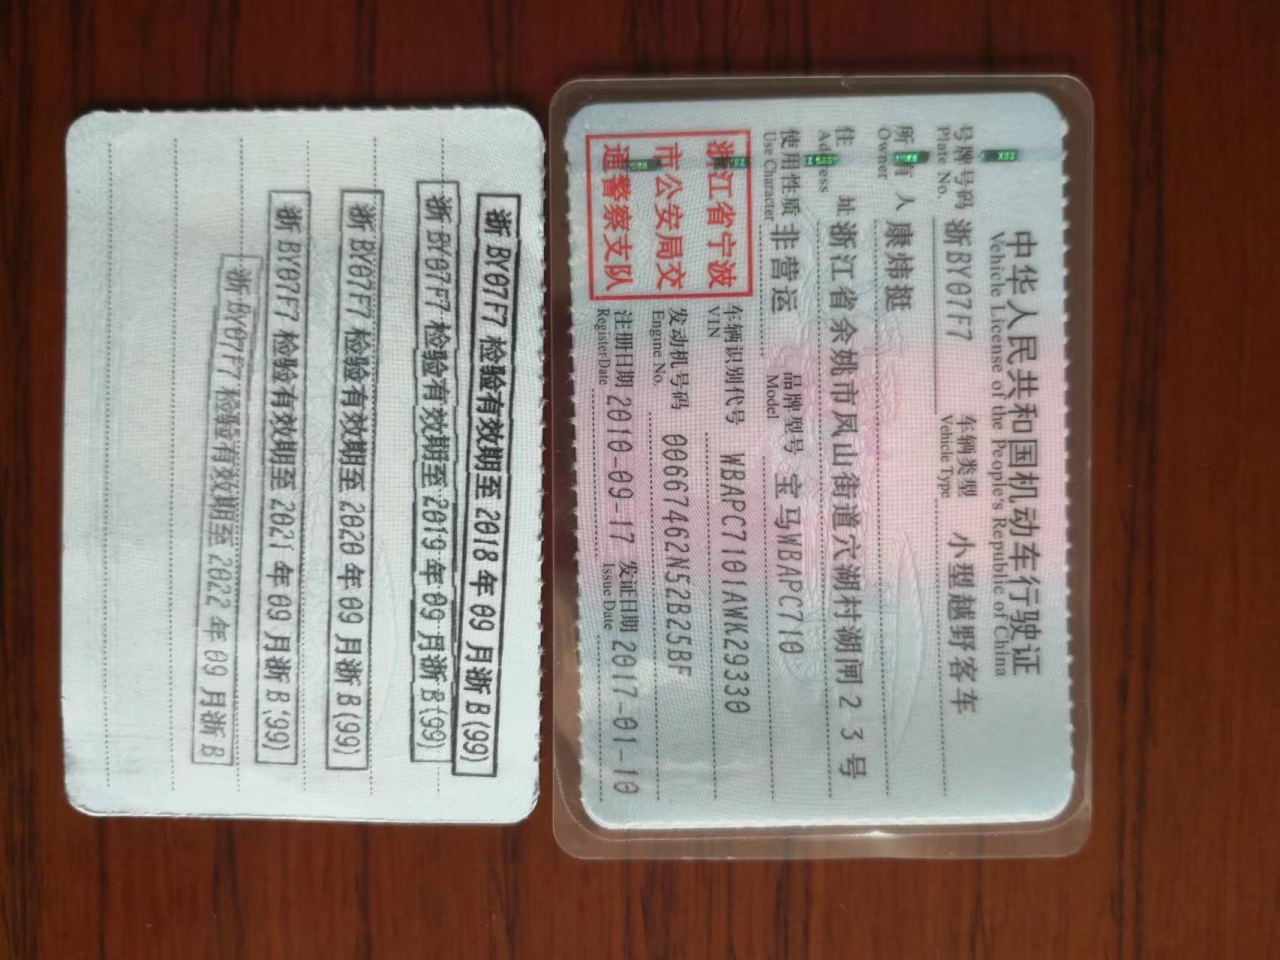 中华人民共和国机动车行驶证
Vehicle License of the People's Republic of China
号牌号码 浙BY07F7 车辆类型 小型越野客车
Plate No. Vehicle Type
所有人 康炜挺
Owner
住址 浙江省余姚市凤山街道穴湖村湖闸23号
Address
使用性质 非营运 品牌型号 宝马WBAPC710
Use Character Model
浙江省宁波
市公安局交
通警察支队
车辆识别代号 WBAPC7101AWK29330
VIN
发动机号码 00667462N52B25BF
Engine No.
注册日期 2010-09-17 发证日期 2017-01-10
Register Date Issue Date
浙BY07F7 检验有效期至2018年09月浙B(99)
浙BY07F7 检验有效期至2019年09月浙B(99)
浙BY07F7 检验有效期至2020年09月浙B(99)
浙BY07F7 检验有效期至2021年09月浙B(99)
浙BY07F7 检验有效期至2022年09月浙B